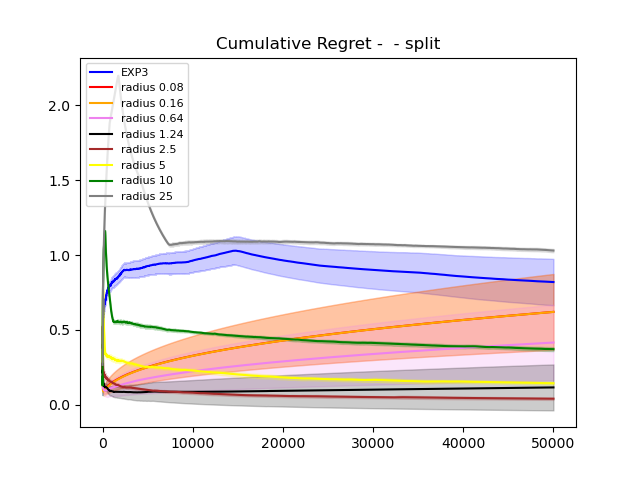 Cumulative Regret -  - split
EXP3
radius 0.08
radius 0.16
radius 0.64
radius 1.24
radius 2.5
radius 5
radius 10
radius 25
2.0
1.5
1.0
0.5
0.0
0 10000 20000 30000 40000 50000